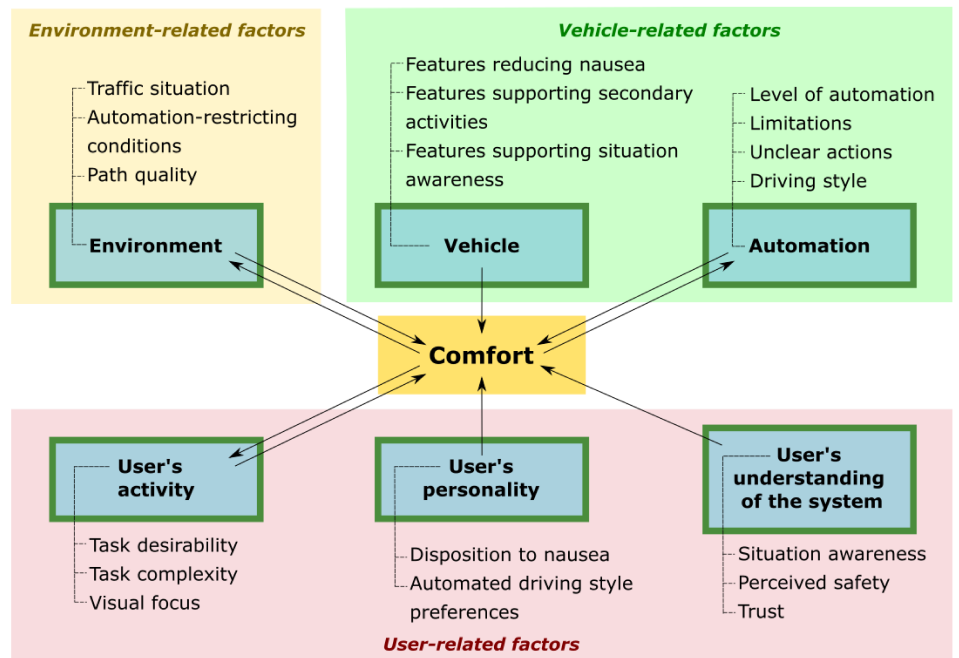 Environment-related factors
Traffic situation
Automation-restricting
conditions
Path quality
Environment
Vehicle-related factors
Features reducing nausea
Features supporting secondary
activities
Features supporting situation
awareness
Vehicle
Level of automation
Limitations
Unclear actions
Driving style
Automation
Comfort
User's
activity
Task desirability
Task complexity
Visual focus
User's
personality
Disposition to nausea
Automated driving style
preferences
User's
understanding
of the system
Situation awareness
Perceived safety
Trust
User-related factors